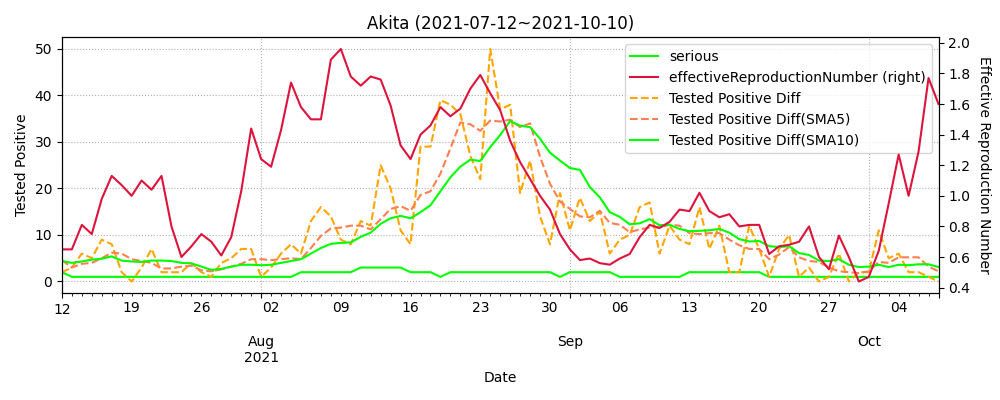 Akita (2021-07-12~2021-10-10)
serious
effectiveReproductionNumber (right)
Tested Positive Diff
Tested Positive Diff(SMA5)
Tested Positive Diff(SMA10)
Tested Positive
50
40
30
20
10
0
2.0
1.8
1.6
1.4
1.2
1.0
0.8
0.6
0.4
Effective Reproduction Number
12 19 26 02 09 16 23 30 06 13 20 27 04
Aug Sep Oct
2021
Date